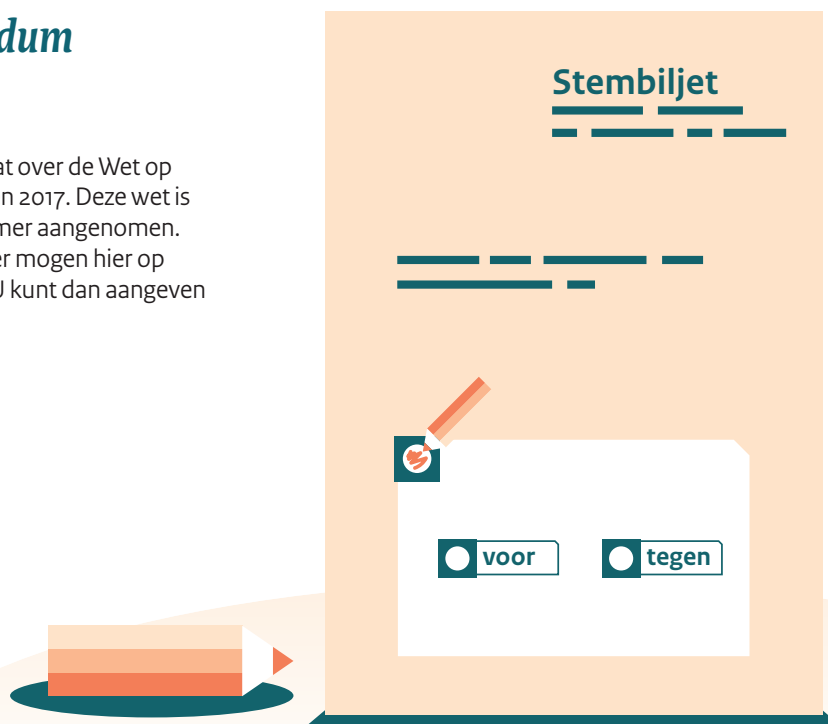 dum
at over de Wet op
n 2017. Deze wet is
mer aangenomen.
er mogen hier op
U kunt dan aangeven
Stembiljet
voor
tegen